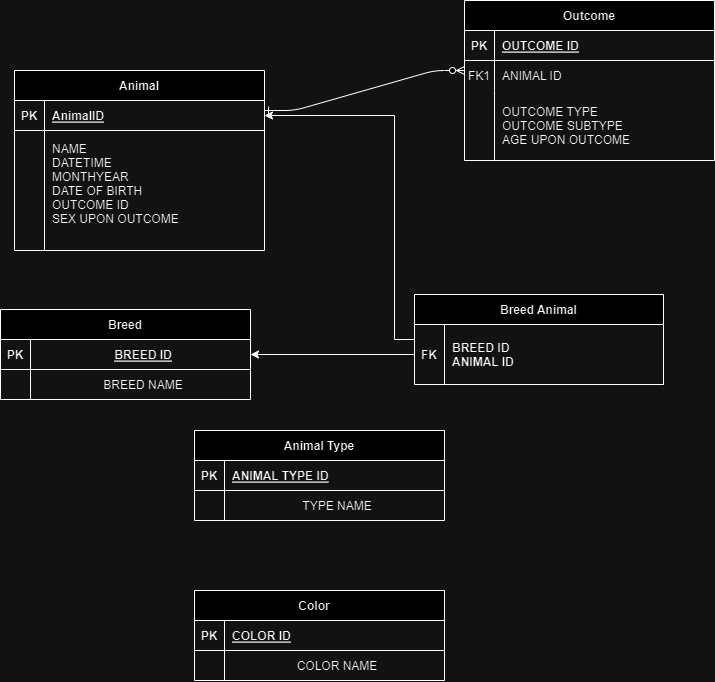 Outcome
PK OUTCOME ID
FK1 ANIMAL ID
OUTCOME TYPE
OUTCOME SUBTYPE
AGE UPON OUTCOME
Animal
PK AnimalID
NAME
DATETIME
MONTHYEAR
DATE OF BIRTH
OUTCOME ID
SEX UPON OUTCOME
Breed Animal
FK
BREED ID
ANIMAL ID
Breed
PK BREED ID
BREED NAME
Animal Type
PK ANIMAL TYPE ID
TYPE NAME
Color
PK COLOR ID
COLOR NAME